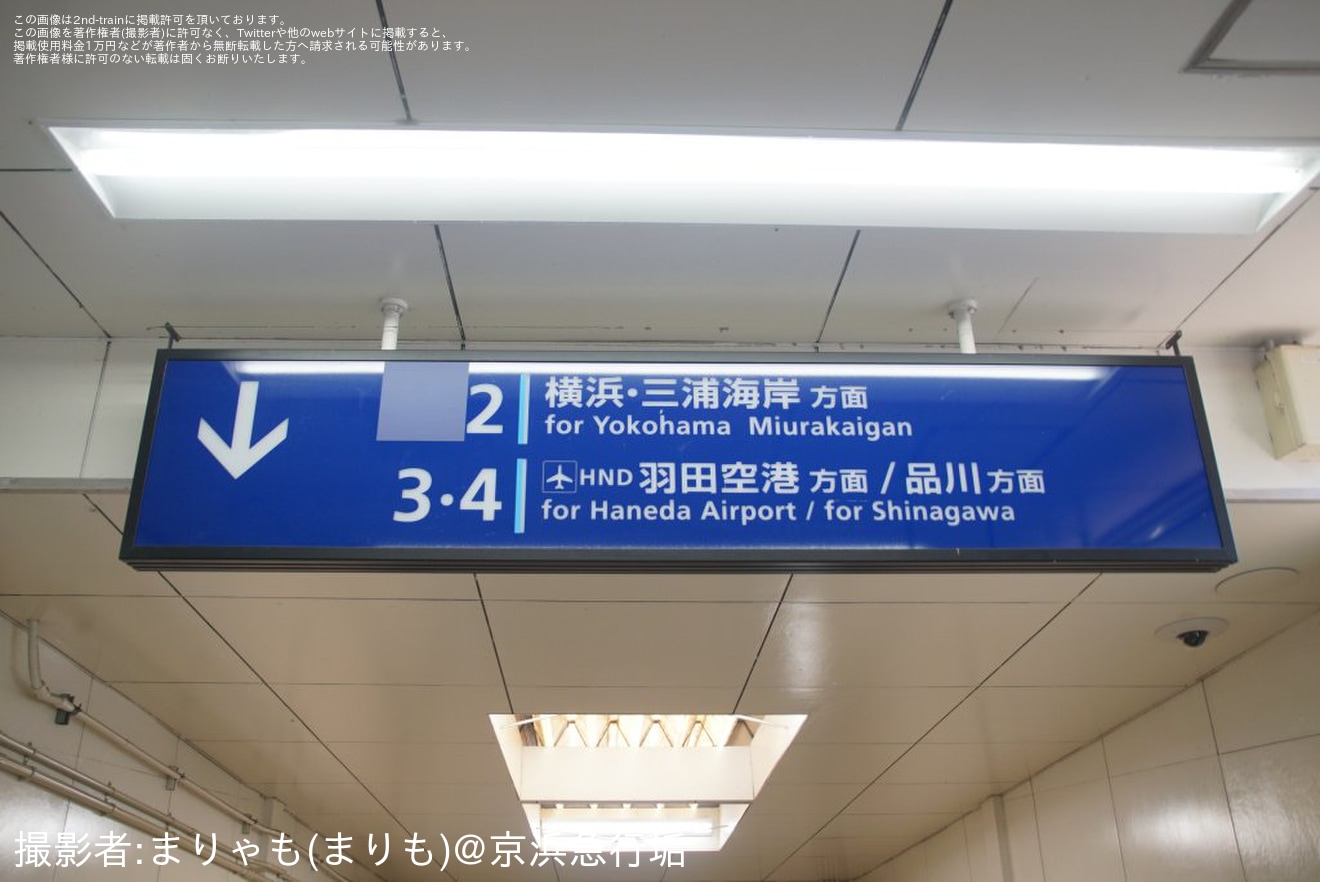 この画像は2nd-trainに掲載許可を頂いております。
この画像を著作権者(撮影者)に許可なく、Twitterや他のwebサイトに掲載すると、
掲載使用料金1万円などが著作者から無断転載した方へ請求される可能性があります。
著作権者様に許可のない転載は固くお断りいたします。
2 横浜・三浦海岸 方面
for Yokohama Miurakaigan
3・4 HND 羽田空港 方面 / 品川 方面
for Haneda Airport / for Shinagawa
撮影者:まりゃも(まりも)@京浜急行垢